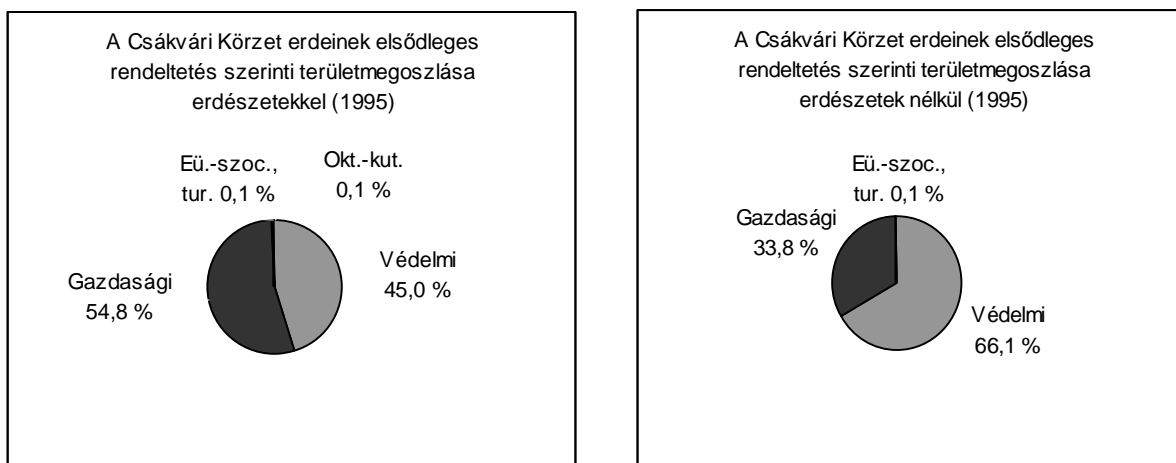 A Csákvári Körzet erdeinek elsődleges
rendeltetés szerinti területmegoszlása
erdészetekkel (1995)
Eü.-szoc.,
tur. 0,1 %
Okt.-kut.
0,1 %
Gazdasági
54,8 %
Védelmi
45,0 %
A Csákvári Körzet erdeinek elsődleges
rendeltetés szerinti területmegoszlása
erdészetek nélkül (1995)
Eü.-szoc.,
tur. 0,1 %
Gazdasági
33,8 %
Védelmi
66,1 %